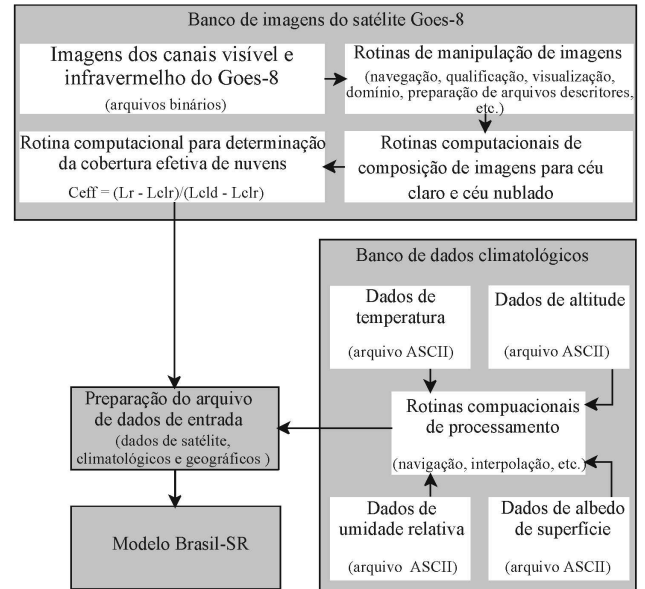 Banco de imagens do satélite Goes-8
Imagens dos canais visível e
infravermelho do Goes-8
(arquivos binários)
Rotinas de manipulação de imagens
(navegação, qualificação, visualização,
domínio, preparação de arquivos descritores,
etc.)
Rotina computacional para determinação
da cobertura efetiva de nuvens
Ceff = (Lr - Lclr)/(Lcld - Lclr)
Rotinas computacionais de
composição de imagens para céu
claro e céu nublado
Banco de dados climatológicos
Dados de
temperatura
(arquivo ASCII)
Dados de altitude
(arquivo ASCII)
Preparação do arquivo
de dados de entrada
(dados de satélite,
climatológicos e geográficos )
Rotinas compuacionais
de processamento
(navigação, interpolação, etc.)
Dados de
umidade relativa
(arquivo ASCII)
Dados de albedo
de superfície
(arquivo ASCII)
Modelo Brasil-SR